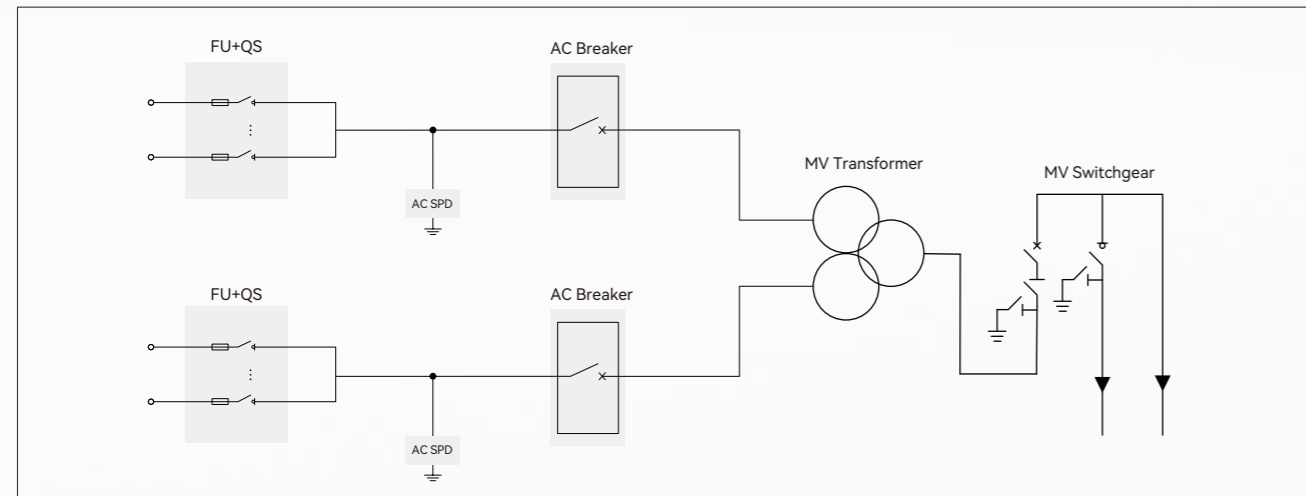 FU+QS
AC Breaker
AC SPD
MV Transformer
MV Switchgear
FU+QS
AC Breaker
AC SPD